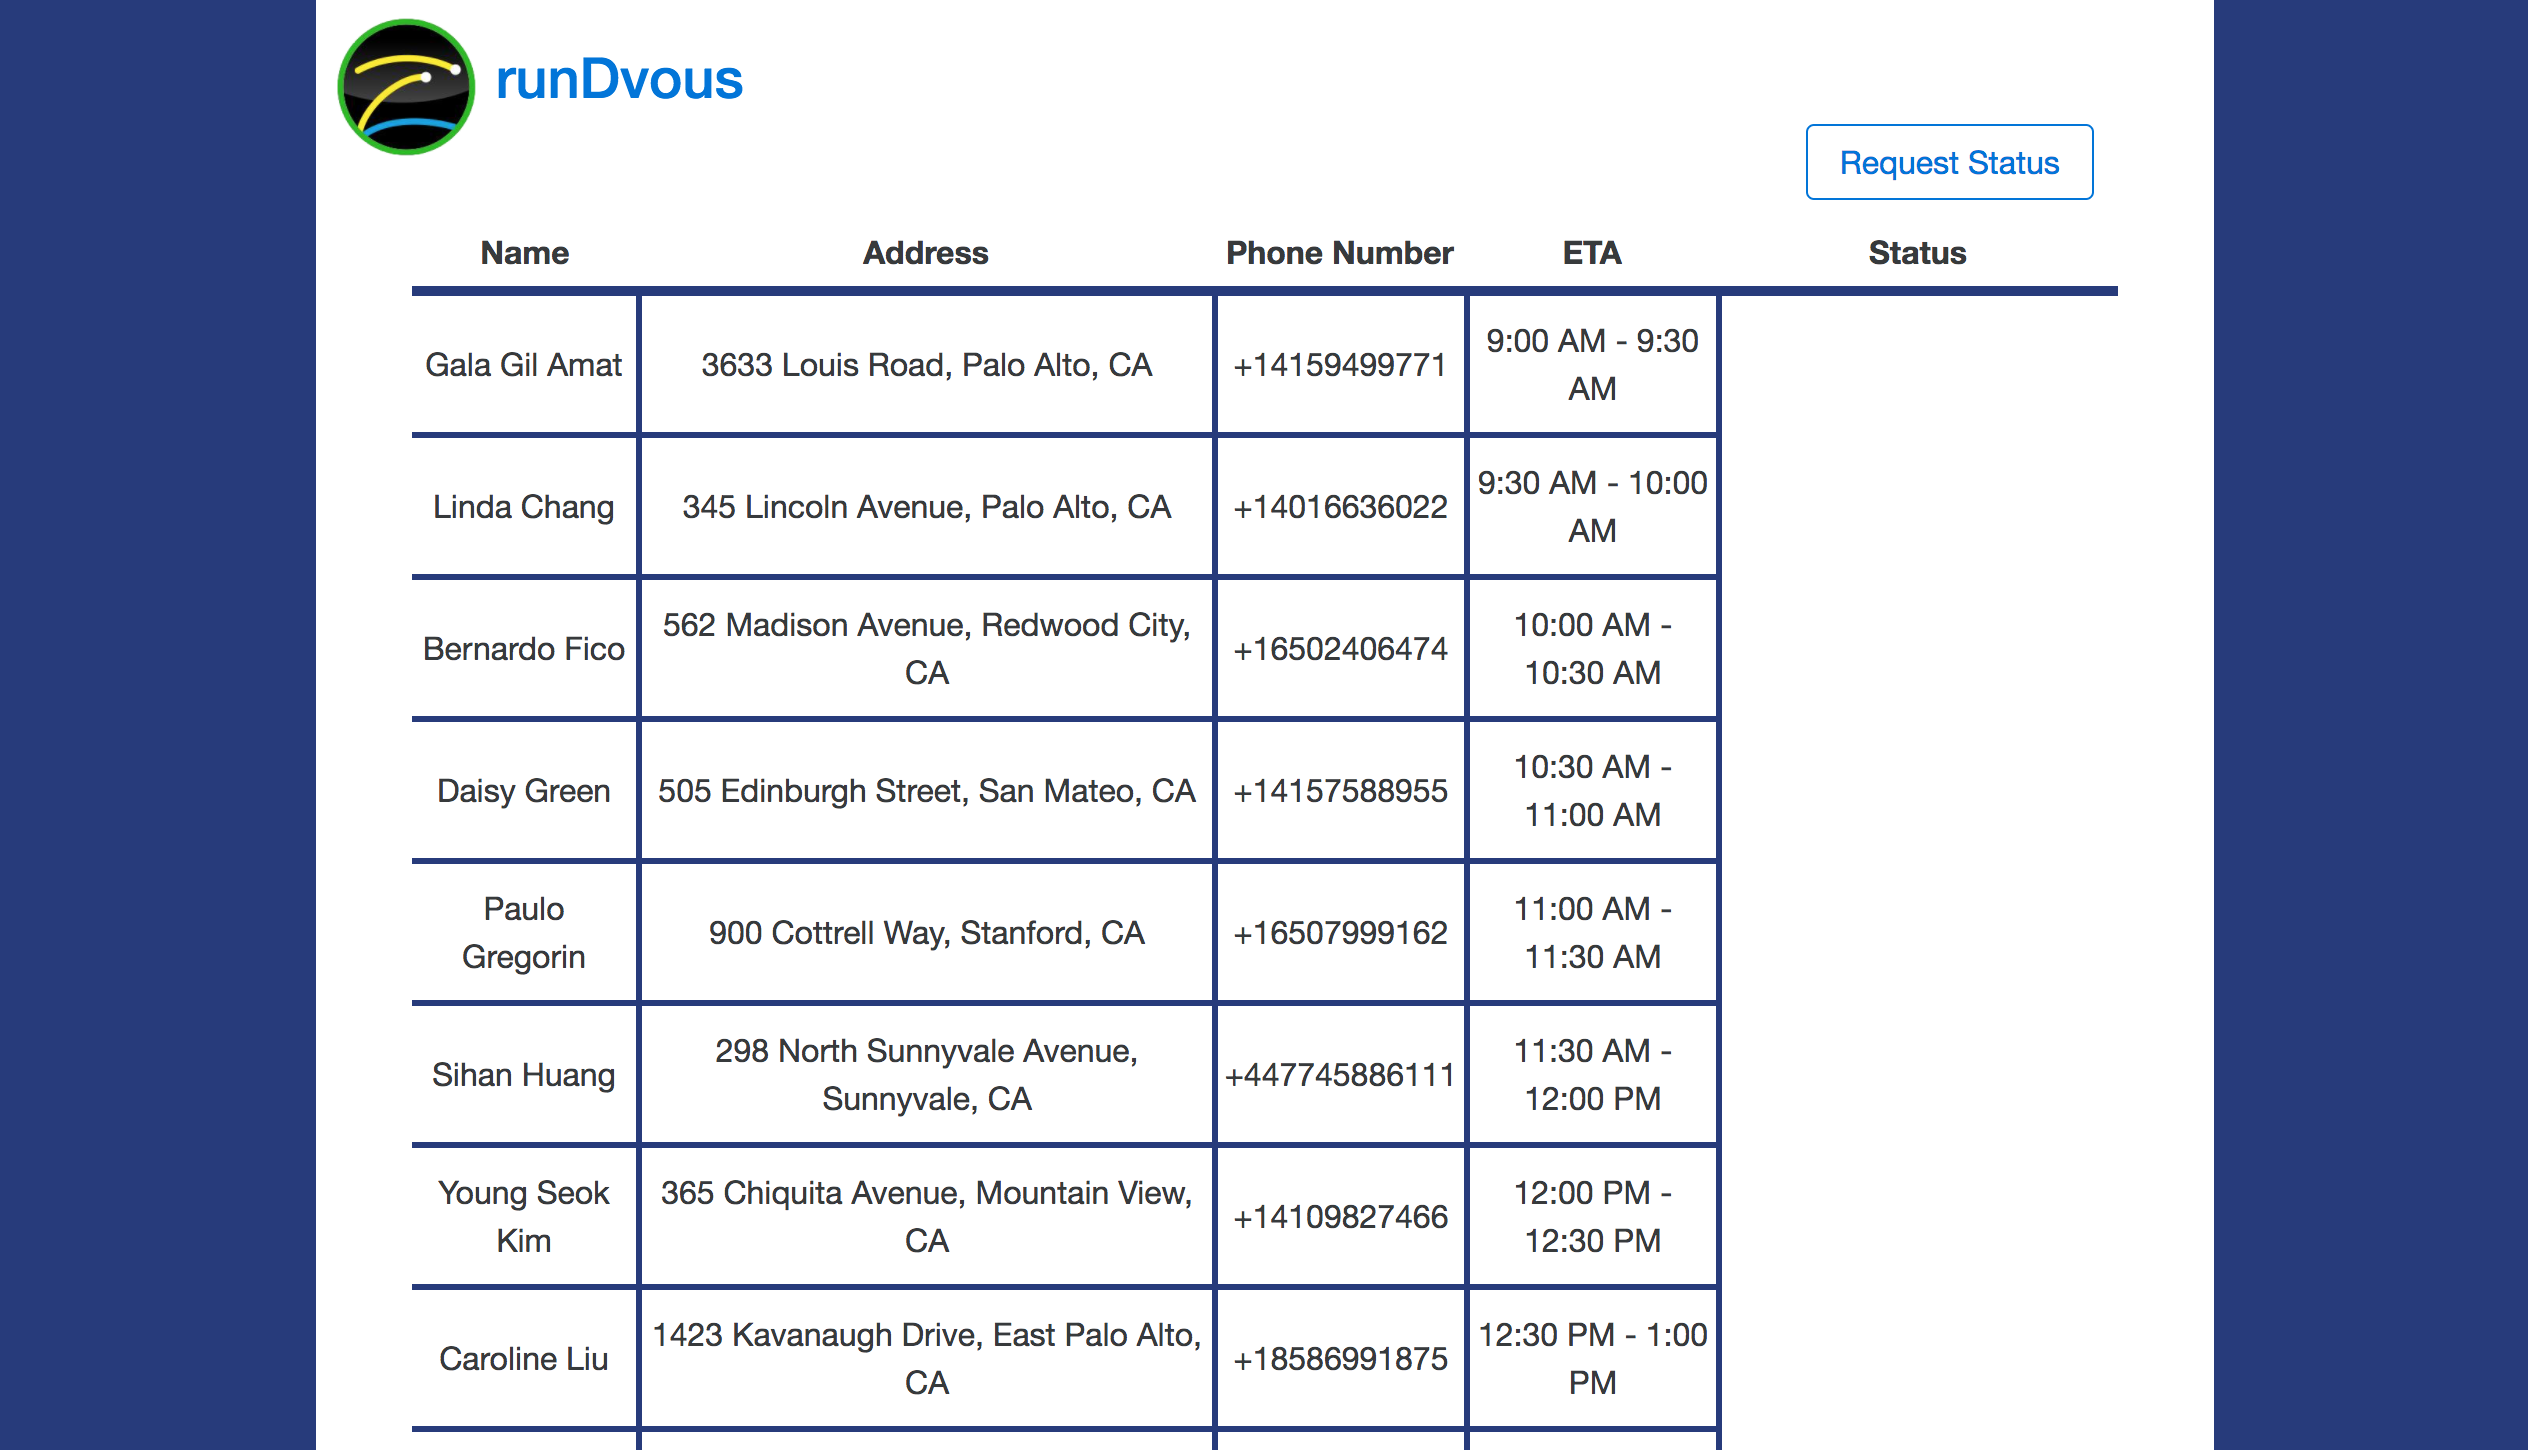 runDvous
Request Status
Name Address Phone Number ETA Status
Gala Gil Amat 3633 Louis Road, Palo Alto, CA +14159499771 9:00 AM - 9:30
AM
Linda Chang 345 Lincoln Avenue, Palo Alto, CA +14016636022 9:30 AM - 10:00
AM
Bernardo Fico 562 Madison Avenue, Redwood City,
CA +16502406474 10:00 AM -
10:30 AM
Daisy Green 505 Edinburgh Street, San Mateo, CA +14157588955 10:30 AM -
11:00 AM
Paulo
Gregorin 900 Cottrell Way, Stanford, CA +16507999162 11:00 AM -
11:30 AM
Sihan Huang 298 North Sunnyvale Avenue,
Sunnyvale, CA +447745886111 11:30 AM -
12:00 PM
Young Seok
Kim 365 Chiquita Avenue, Mountain View,
CA +14109827466 12:00 PM -
12:30 PM
Caroline Liu 1423 Kavanaugh Drive, East Palo Alto,
CA +18586991875 12:30 PM - 1:00
PM